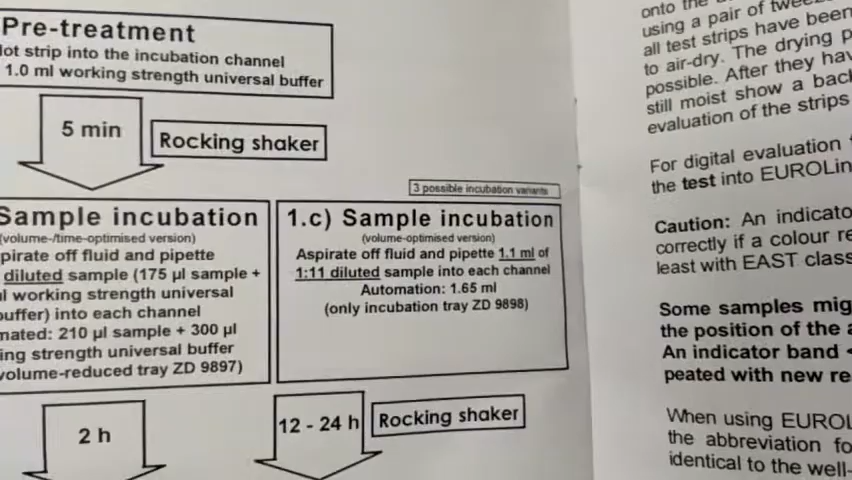 Pre-treatment
lot strip into the incubation channel
1.0 ml working strength universal buffer
5 min
Rocking shaker
3 possible incubation variants
Sample incubation
(volume-/time-optimised version)
pirate off fluid and pipette
diluted sample (175 µl sample +
l working strength universal
buffer) into each channel
mated: 210 µl sample + 300 µl
ing strength universal buffer
volume-reduced tray ZD 9897)
2 h
1.c) Sample incubation
(volume-optimised version)
Aspirate off fluid and pipette 1.1 ml of
1:11 diluted sample into each channel
Automation: 1.65 ml
(only incubation tray ZD 9898)
12 - 24 h
Rocking shaker
onto the
using a pair of twee
all test strips have been
to air-dry. The drying p
possible. After they hav
still moist show a bac
evaluation of the strips
For digital evaluation
the test into EUROLin
Caution: An indicato
correctly if a colour re
least with EAST class
Some samples mig
the position of the a
An indicator band <
peated with new re
When using EUROL
the abbreviation fo
identical to the well-